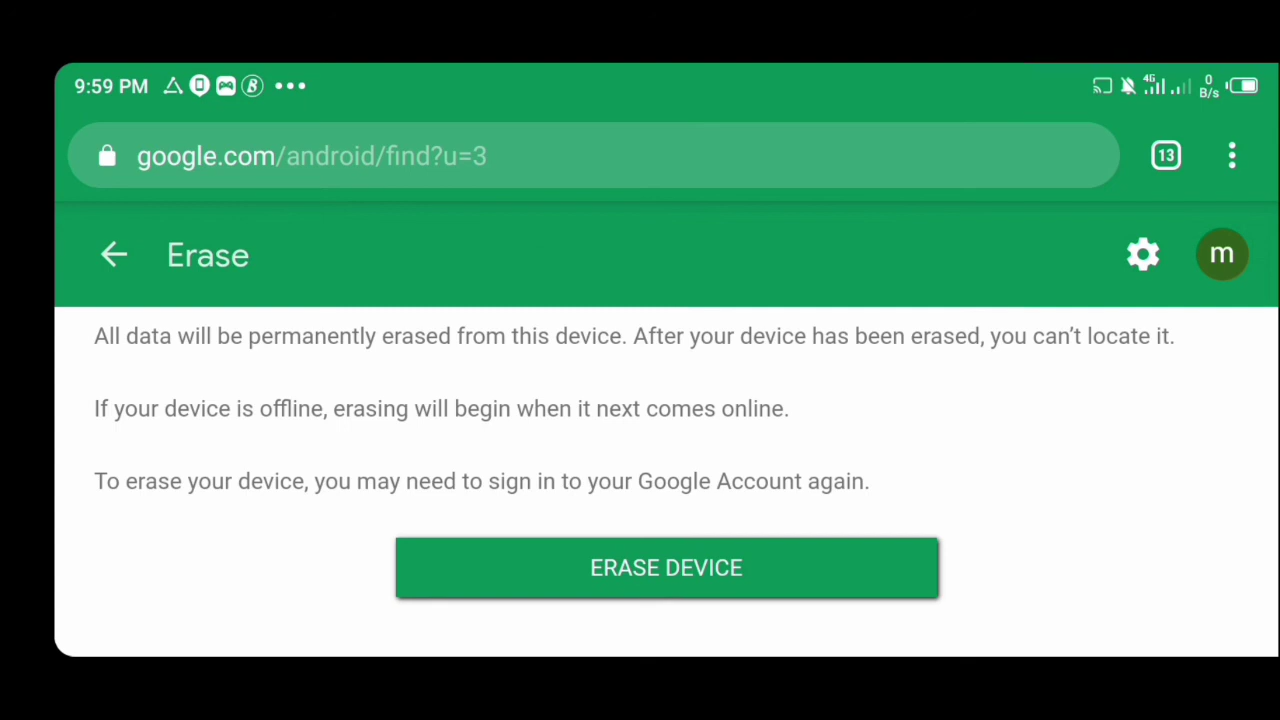 9:59 PM B 4G 0 B/s
google.com/android/find?u=3 13
Erase m
All data will be permanently erased from this device. After your device has been erased, you can’t locate it.
If your device is offline, erasing will begin when it next comes online.
To erase your device, you may need to sign in to your Google Account again.
ERASE DEVICE